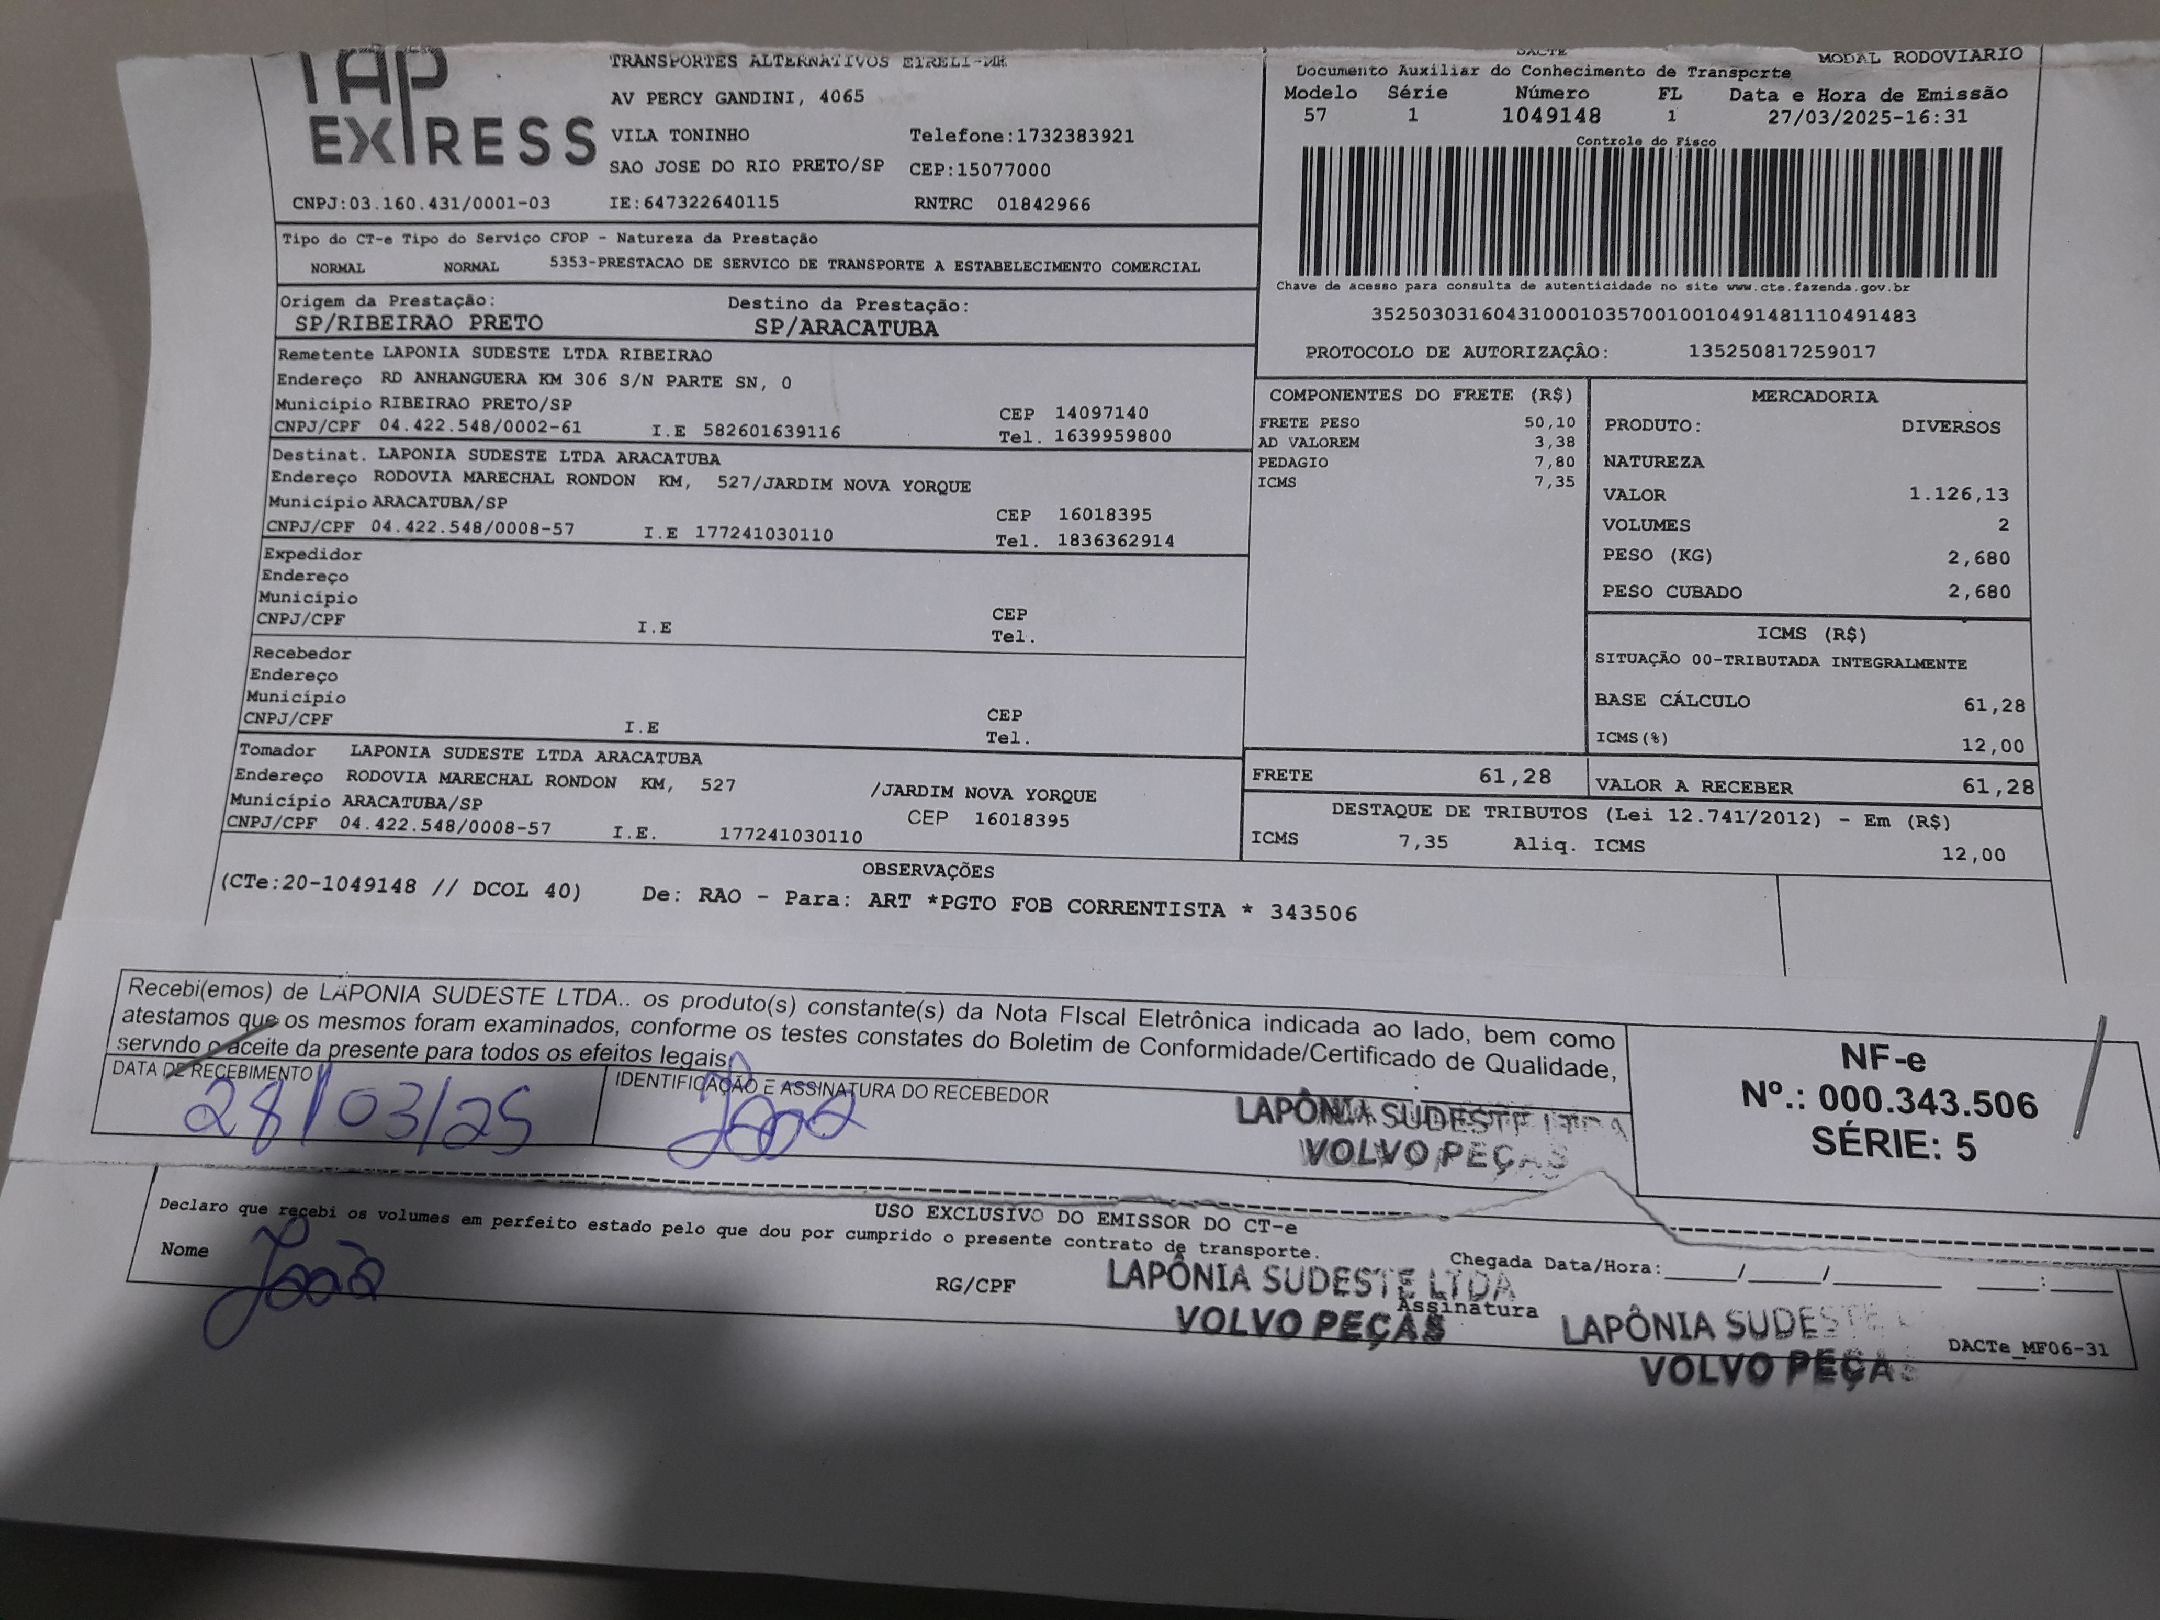 TAP EXPRESS
TRANSPORTES ALTERNATIVOS EIRELI-ME
AV PERCY GANDINI, 4065
VILA TONINHO Telefone:1732383921
SAO JOSE DO RIO PRETO/SP CEP:15077000
CNPJ:03.160.431/0001-03 IE:647322640115 RNTRC 01842966
DACTE MODAL RODOVIARIO
Documento Auxiliar do Conhecimento de Transporte
Modelo Série Número FL Data e Hora de Emissão
57 1 1049148 1 27/03/2025-16:31
Controle do Fisco
Chave de acesso para consulta de autenticidade no site www.cte.fazenda.gov.br
35250303160431000103570010010491481110491483
PROTOCOLO DE AUTORIZAÇÂO: 135250817259017
Tipo do CT-e Tipo do Serviço CFOP - Natureza da Prestação
NORMAL NORMAL 5353-PRESTACAO DE SERVICO DE TRANSPORTE A ESTABELECIMENTO COMERCIAL
Origem da Prestação: Destino da Prestação:
SP/RIBEIRAO PRETO SP/ARACATUBA
Remetente LAPONIA SUDESTE LTDA RIBEIRAO
Endereço RD ANHANGUERA KM 306 S/N PARTE SN, 0
Município RIBEIRAO PRETO/SP CEP 14097140
CNPJ/CPF 04.422.548/0002-61 I.E 582601639116 Tel. 1639959800
Destinat. LAPONIA SUDESTE LTDA ARACATUBA
Endereço RODOVIA MARECHAL RONDON KM, 527/JARDIM NOVA YORQUE
Município ARACATUBA/SP CEP 16018395
CNPJ/CPF 04.422.548/0008-57 I.E 177241030110 Tel. 1836362914
Expedidor
Endereço
Município CEP
CNPJ/CPF I.E Tel.
Recebedor
Endereço
Município CEP
CNPJ/CPF I.E Tel.
Tomador LAPONIA SUDESTE LTDA ARACATUBA
Endereço RODOVIA MARECHAL RONDON KM, 527 /JARDIM NOVA YORQUE
Município ARACATUBA/SP CEP 16018395
CNPJ/CPF 04.422.548/0008-57 I.E. 177241030110
COMPONENTES DO FRETE (R$)
FRETE PESO 50,10
AD VALOREM 3,38
PEDAGIO 7,80
ICMS 7,35
MERCADORIA
PRODUTO: DIVERSOS
NATUREZA
VALOR 1.126,13
VOLUMES 2
PESO (KG) 2,680
PESO CUBADO 2,680
ICMS (R$)
SITUAÇÃO 00-TRIBUTADA INTEGRALMENTE
BASE CÁLCULO 61,28
ICMS(%) 12,00
FRETE 61,28 VALOR A RECEBER 61,28
DESTAQUE DE TRIBUTOS (Lei 12.741/2012) - Em (R$)
ICMS 7,35 Aliq. ICMS 12,00
OBSERVAÇÕES
(CTe:20-1049148 // DCOL 40) De: RAO - Para: ART *PGTO FOB CORRENTISTA * 343506
Recebi(emos) de LAPONIA SUDESTE LTDA.. os produto(s) constante(s) da Nota FIscal Eletrônica indicada ao lado, bem como
atestamos que os mesmos foram examinados, conforme os testes constates do Boletim de Conformidade/Certificado de Qualidade,
servndo o aceite da presente para todos os efeitos legais.
DATA DE RECEBIMENTO IDENTIFICAÇÃO E ASSINATURA DO RECEBEDOR
28/03/25 João
LAPÔNIA SUDESTE LTDA
VOLVO PEÇAS
NF-e
Nº.: 000.343.506
SÉRIE: 5
USO EXCLUSIVO DO EMISSOR DO CT-e
Declaro que recebi os volumes em perfeito estado pelo que dou por cumprido o presente contrato de transporte.
Nome João RG/CPF
Chegada Data/Hora:_____/_____/_______ ____:____
Assinatura
LAPÔNIA SUDESTE LTDA
VOLVO PEÇAS
LAPÔNIA SUDESTE
VOLVO PEÇAS
DACTe_MF06-31